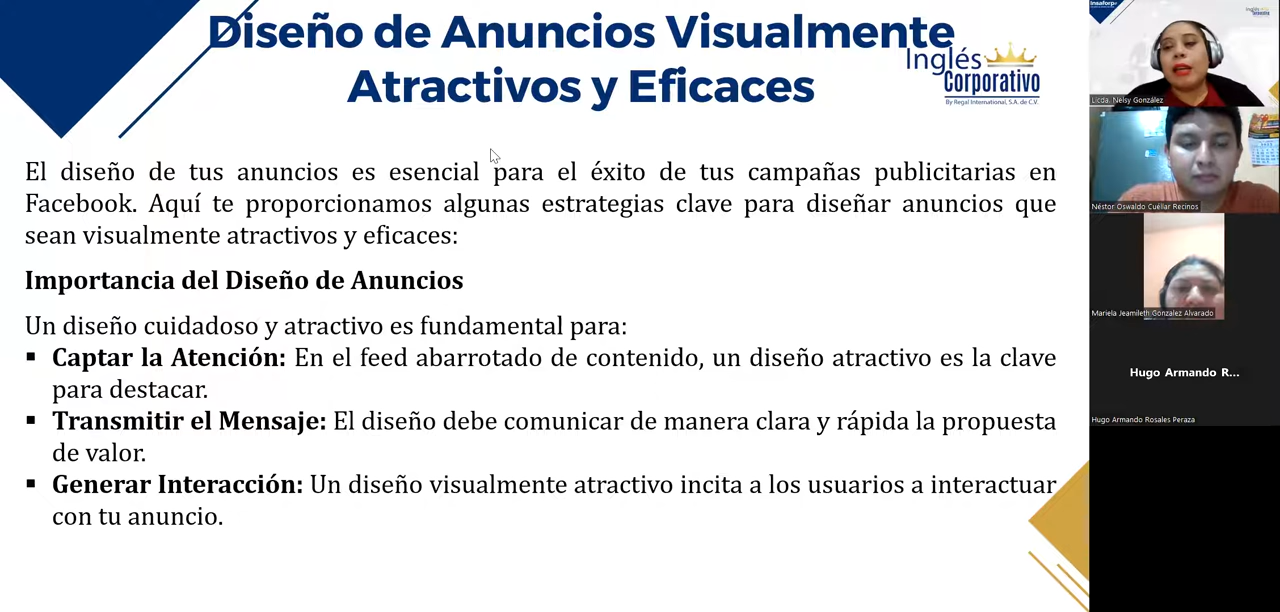 Diseño de Anuncios Visualmente
Atractivos y Eficaces
Inglés
Corporativo
By Regal International, S.A. de C.V.
El diseño de tus anuncios es esencial para el éxito de tus campañas publicitarias en
Facebook. Aquí te proporcionamos algunas estrategias clave para diseñar anuncios que
sean visualmente atractivos y eficaces:
Importancia del Diseño de Anuncios
Un diseño cuidadoso y atractivo es fundamental para:
▪ Captar la Atención: En el feed abarrotado de contenido, un diseño atractivo es la clave
para destacar.
▪ Transmitir el Mensaje: El diseño debe comunicar de manera clara y rápida la propuesta
de valor.
▪ Generar Interacción: Un diseño visualmente atractivo incita a los usuarios a interactuar
con tu anuncio.
Insaforp
Licda. Nelsy González
Néstor Oswaldo Cuéllar Recinos
Mariela Jeamileth Gonzalez Alvarado
Hugo Armando R...
Hugo Armando Rosales Peraza